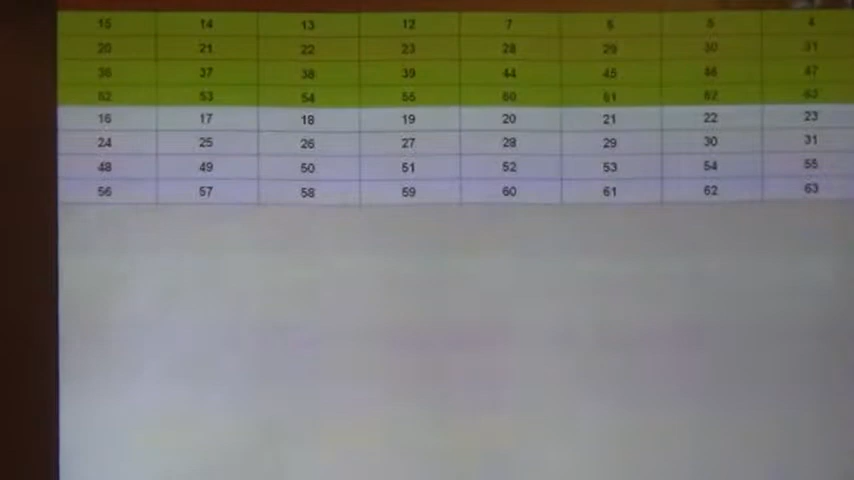 15 14 13 12 7 6 5 4
20 21 22 23 28 29 30 31
36 37 38 39 44 45 46 47
52 53 54 55 60 61 62 63
16 17 18 19 20 21 22 23
24 25 26 27 28 29 30 31
48 49 50 51 52 53 54 55
56 57 58 59 60 61 62 63